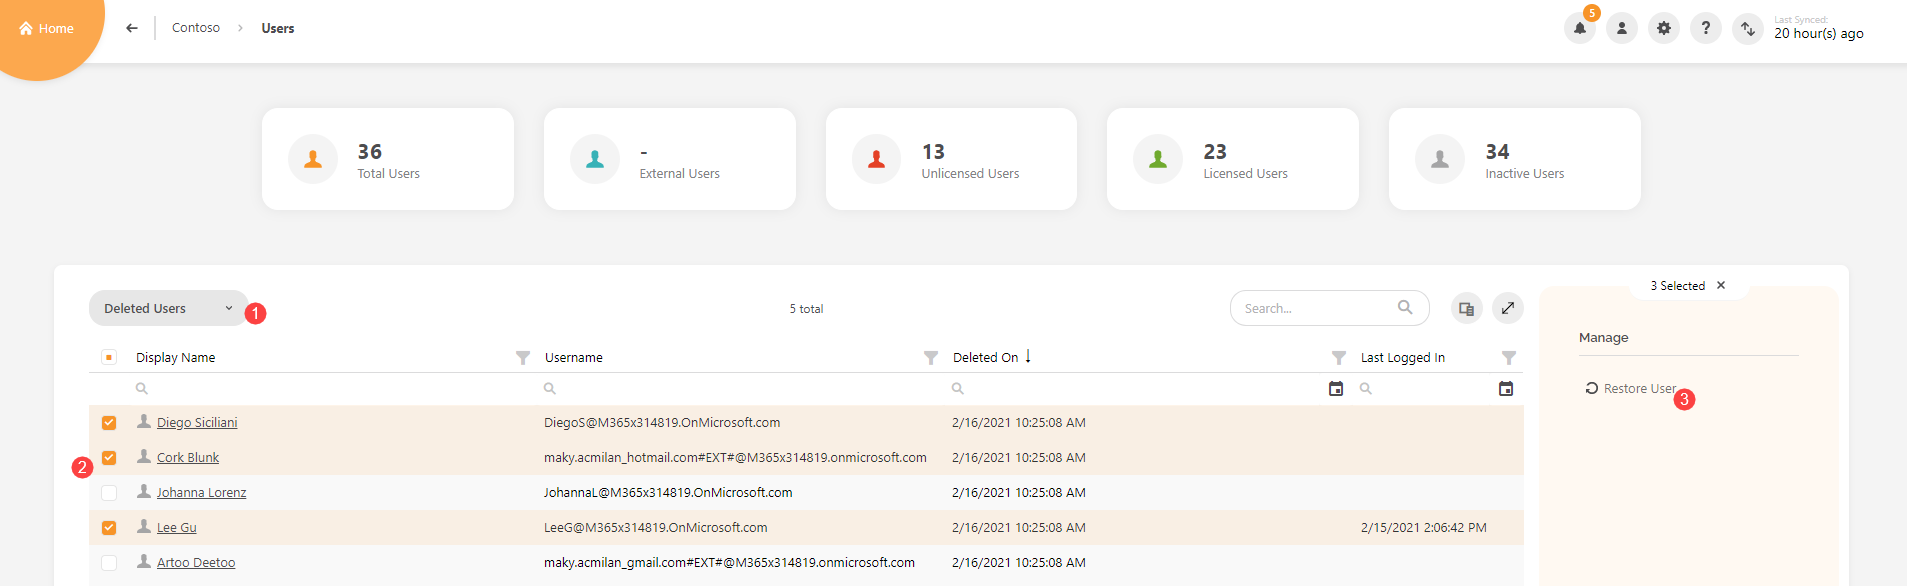 Home
Contoso
Users
5
?
Last Synced:
20 hour(s) ago
36
Total Users
-
External Users
13
Unlicensed Users
23
Licensed Users
34
Inactive Users
Deleted Users
1
5 total
Search...
3 Selected
Manage
Restore User
3
Display Name
Username
Deleted On
Last Logged In
Diego Siciliani DiegoS@M365x314819.OnMicrosoft.com 2/16/2021 10:25:08 AM
2
Cork Blunk maky.acmilan_hotmail.com#EXT#@M365x314819.onmicrosoft.com 2/16/2021 10:25:08 AM
Johanna Lorenz JohannaL@M365x314819.OnMicrosoft.com 2/16/2021 10:25:08 AM
Lee Gu LeeG@M365x314819.OnMicrosoft.com 2/16/2021 10:25:08 AM 2/15/2021 2:06:42 PM
Artoo Deetoo maky.acmilan_gmail.com#EXT#@M365x314819.onmicrosoft.com 2/16/2021 10:25:08 AM